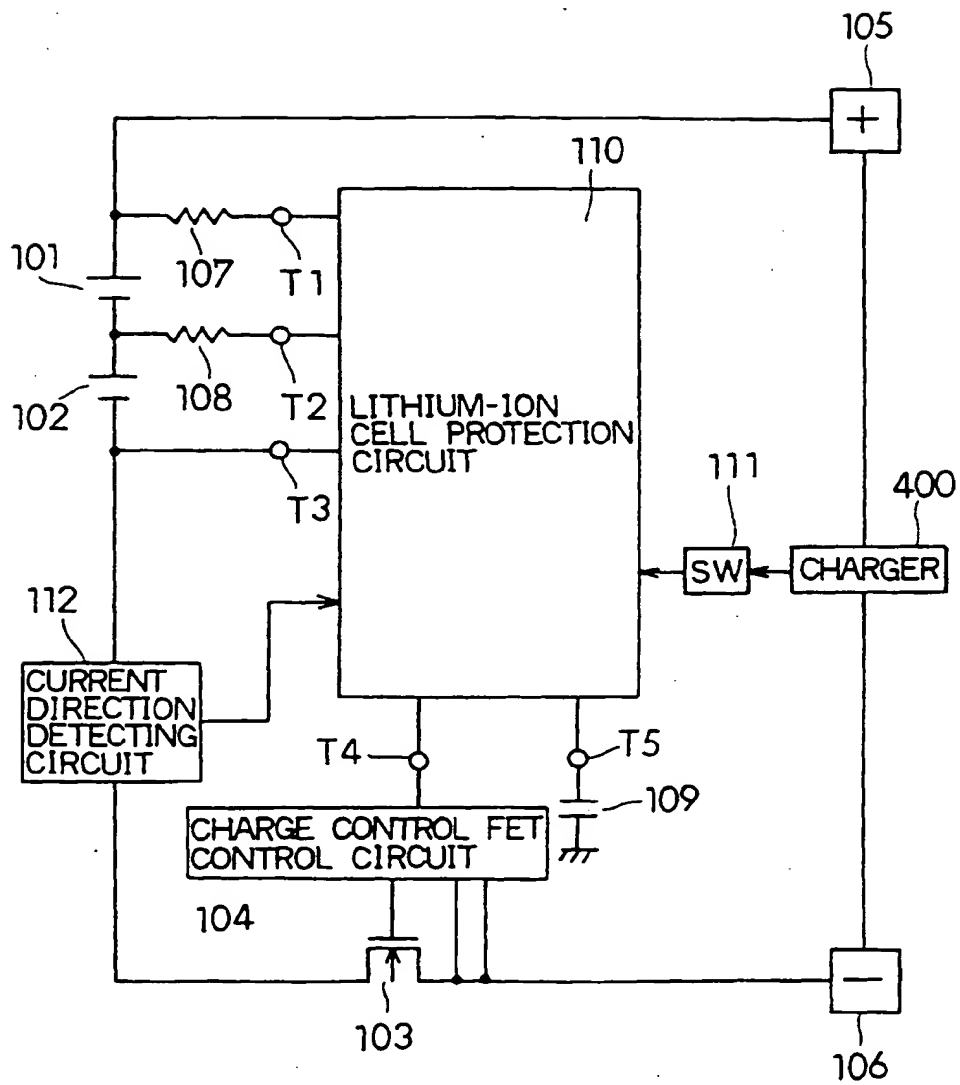 105
+
110
101
107
T1
108
T2
102
LITHIUM-ION
CELL PROTECTION
CIRCUIT
T3
111
400
SW
CHARGER
112
CURRENT
DIRECTION
DETECTING
CIRCUIT
T4
T5
109
CHARGE CONTROL FET
CONTROL CIRCUIT
104
103
−
106